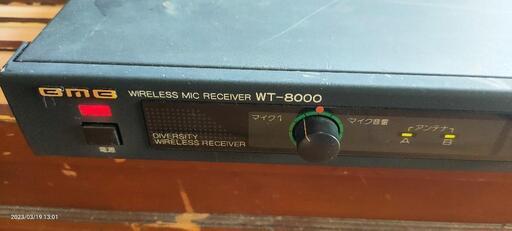 BMB WIRELESS MIC RECEIVER WT-8000
マイク1
マイク音量
アンテナ
A B
DIVERSITY
WIRELESS RECEIVER
電源
2023/03/19 13:01